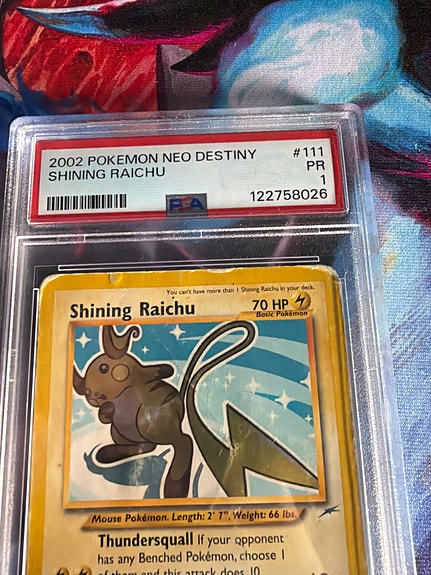 2002 POKEMON NEO DESTINY #111
SHINING RAICHU PR
1
PSA 122758026
You can't have more than 1 Shining Raichu in your deck.
Shining Raichu 70 HP
Basic Pokémon
Mouse Pokémon. Length: 2' 7", Weight: 66 lbs.
Thundersquall If your opponent
has any Benched Pokémon, choose 1
of them and this attack does 10